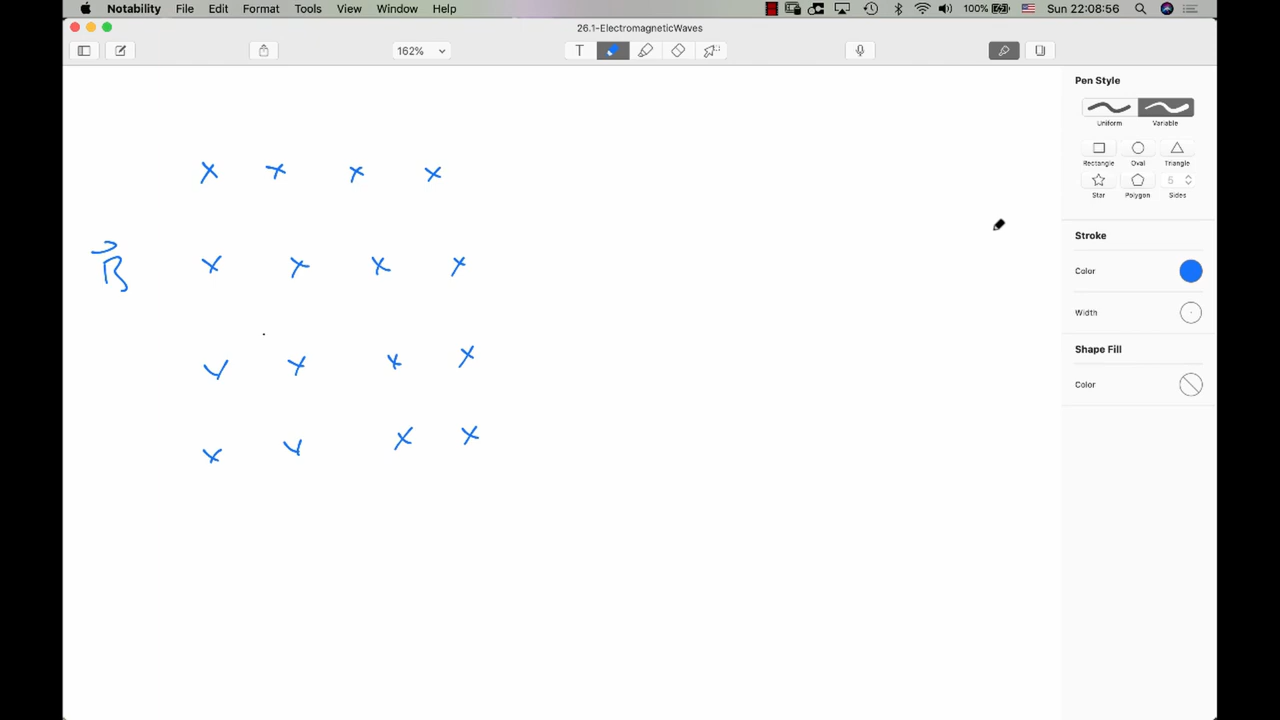 Notability File Edit Format Tools View Window Help 100% Sun 22:08:56
26.1-ElectromagneticWaves
162% T
Pen Style
Uniform Variable
Rectangle Oval Triangle
5
Star Polygon Sides
Stroke
Color
Width
Shape Fill
Color
x x x x
B x x x x
x x x x
x x x x